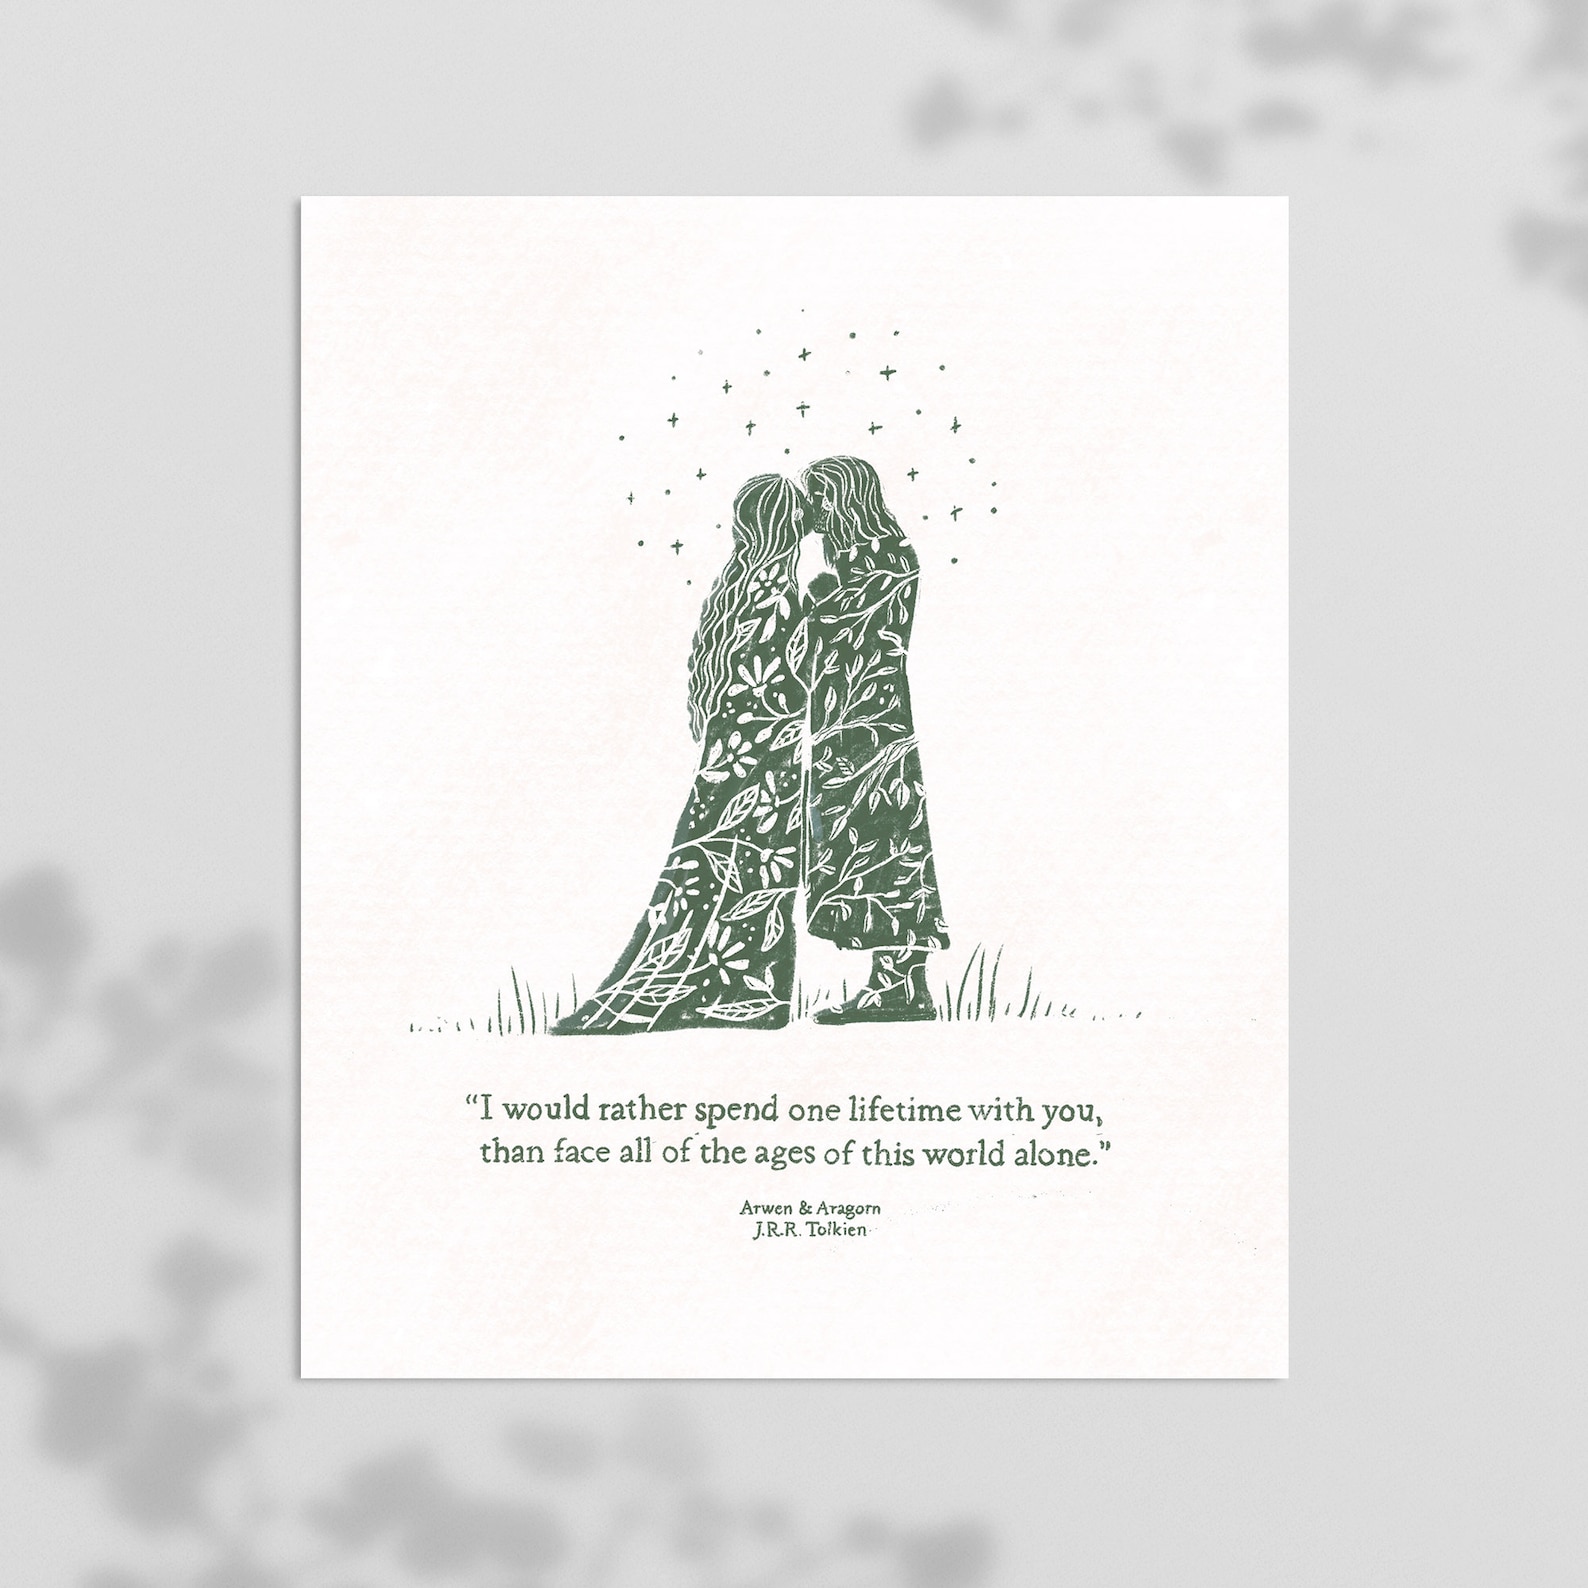 “I would rather spend one lifetime with you,
than face all of the ages of this world alone.”
Arwen & Aragorn
J.R.R. Tolkien